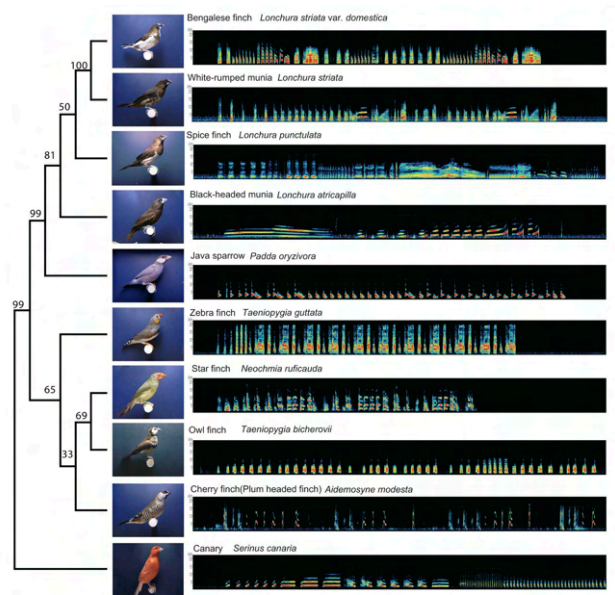 Bengalese finch Lonchura striata var. domestica
100
White-rumped munia Lonchura striata
50
Spice finch Lonchura punctulata
81
Black-headed munia Lonchura atricapilla
99
Java sparrow Padda oryzivora
99
Zebra finch Taeniopygia guttata
Star finch Neochmia ruficauda
65
69
Owl finch Taeniopygia bicherovii
33
Cherry finch(Plum headed finch) Aidemosyne modesta
Canary Serinus canaria